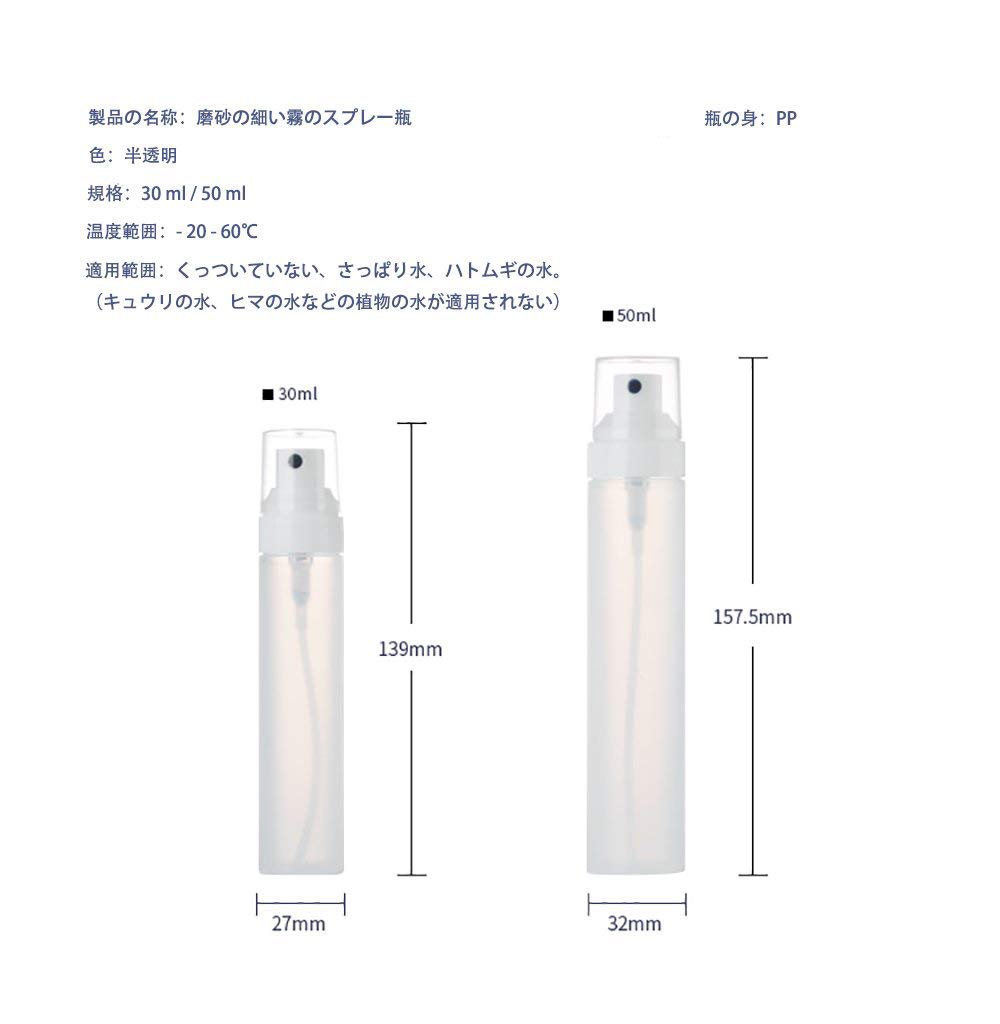 製品の名称：磨砂の細い霧のスプレー瓶
瓶の身：PP
色：半透明
規格：30 ml / 50 ml
温度範囲：- 20 - 60℃
適用範囲：くっついていない、さっぱり水、ハトムギの水。
（キュウリの水、ヒマの水などの植物の水が適用されない）
■50ml
■30ml
157.5mm
139mm
27mm
32mm